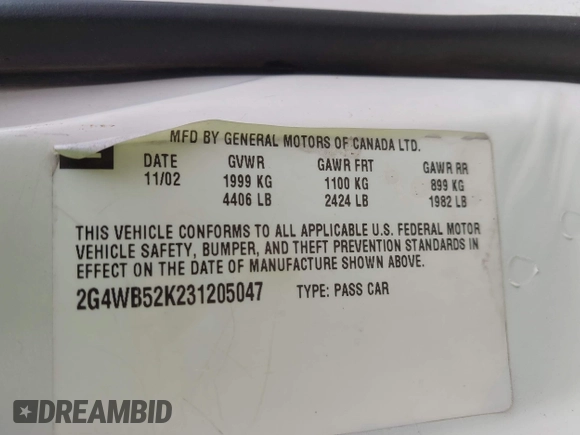 MFD BY GENERAL MOTORS OF CANADA LTD.
DATE GVWR GAWR FRT GAWR RR
11/02 1999 KG 1100 KG 899 KG
4406 LB 2424 LB 1982 LB
THIS VEHICLE CONFORMS TO ALL APPLICABLE U.S. FEDERAL MOTOR
VEHICLE SAFETY, BUMPER, AND THEFT PREVENTION STANDARDS IN
EFFECT ON THE DATE OF MANUFACTURE SHOWN ABOVE.
2G4WB52K231205047 TYPE: PASS CAR
DREAMBID